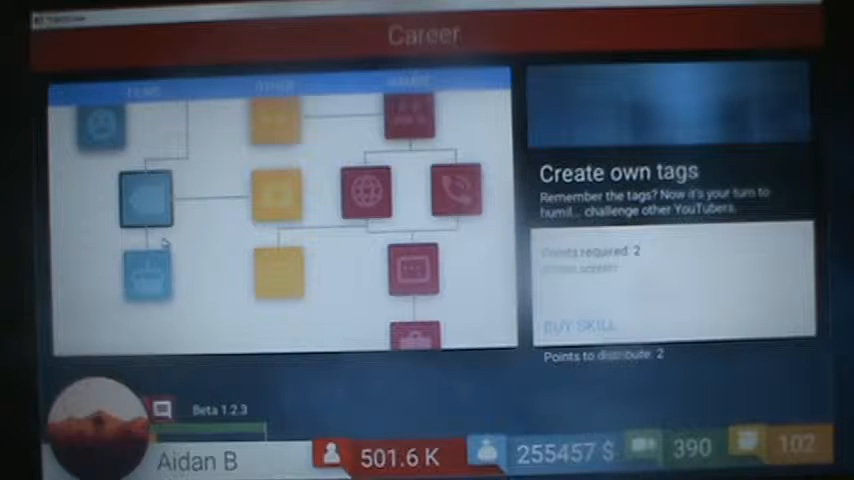 Career
FILMS
Create own tags
Remember the tags? Now it's your turn to
humil... challenge other YouTubers.
Points required: 2
BUY SKILL
Points to distribute: 2
Beta 1.2.3
Aidan B
501.6 K
255457 $
390
102